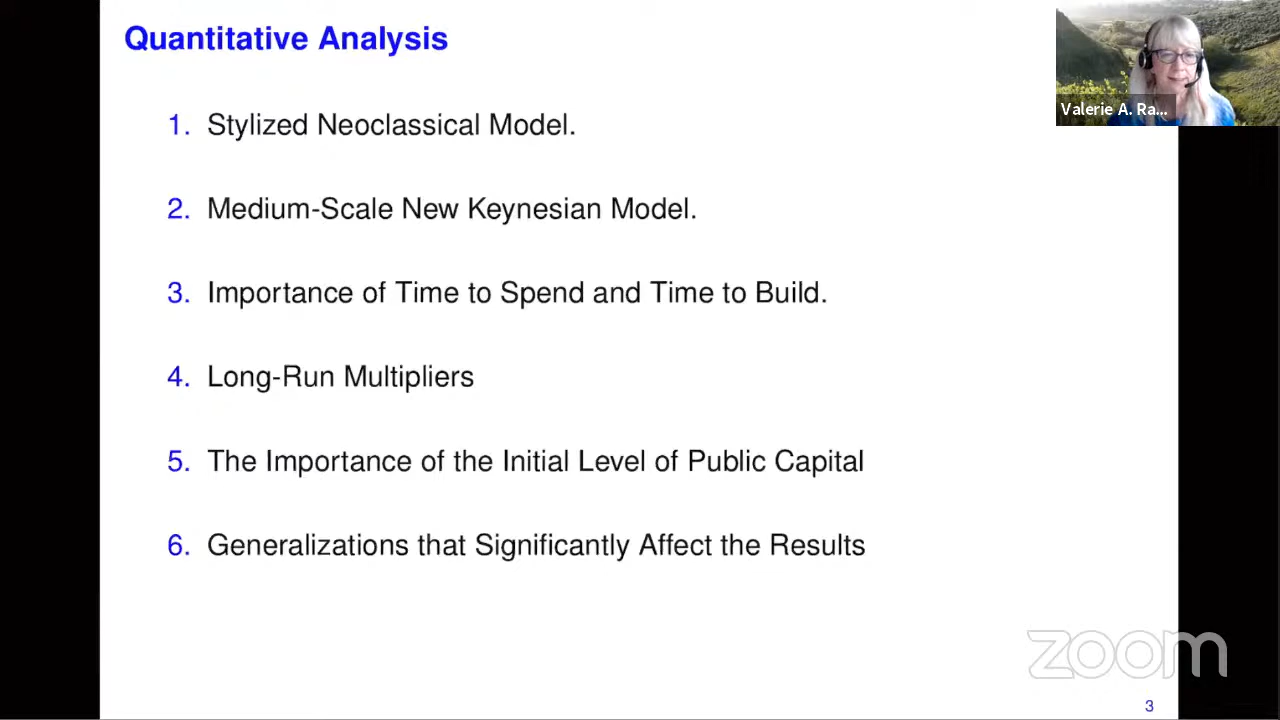 Quantitative Analysis
Valerie A. Ra...
1. Stylized Neoclassical Model.
2. Medium-Scale New Keynesian Model.
3. Importance of Time to Spend and Time to Build.
4. Long-Run Multipliers
5. The Importance of the Initial Level of Public Capital
6. Generalizations that Significantly Affect the Results
zoom
3